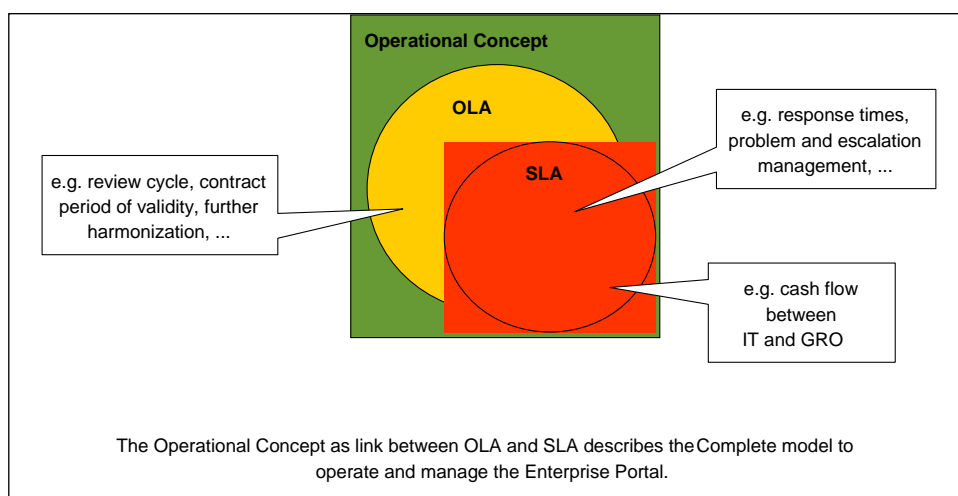 Operational Concept
OLA
SLA
e.g. response times,
problem and escalation
management, ...
e.g. review cycle, contract
period of validity, further
harmonization, ...
e.g. cash flow
between
IT and GRO
The Operational Concept as link between OLA and SLA describes theComplete model to
operate and manage the Enterprise Portal.